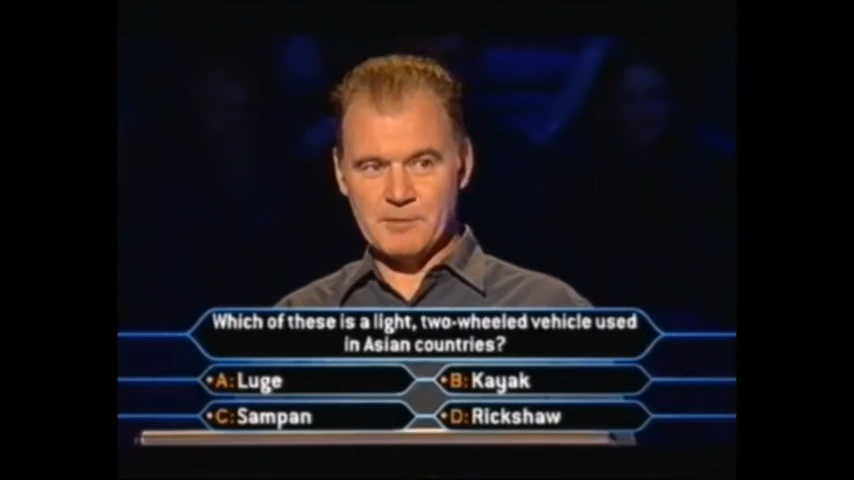 Which of these is a light, two-wheeled vehicle used
in Asian countries?
A: Luge
B: Kayak
C: Sampan
D: Rickshaw